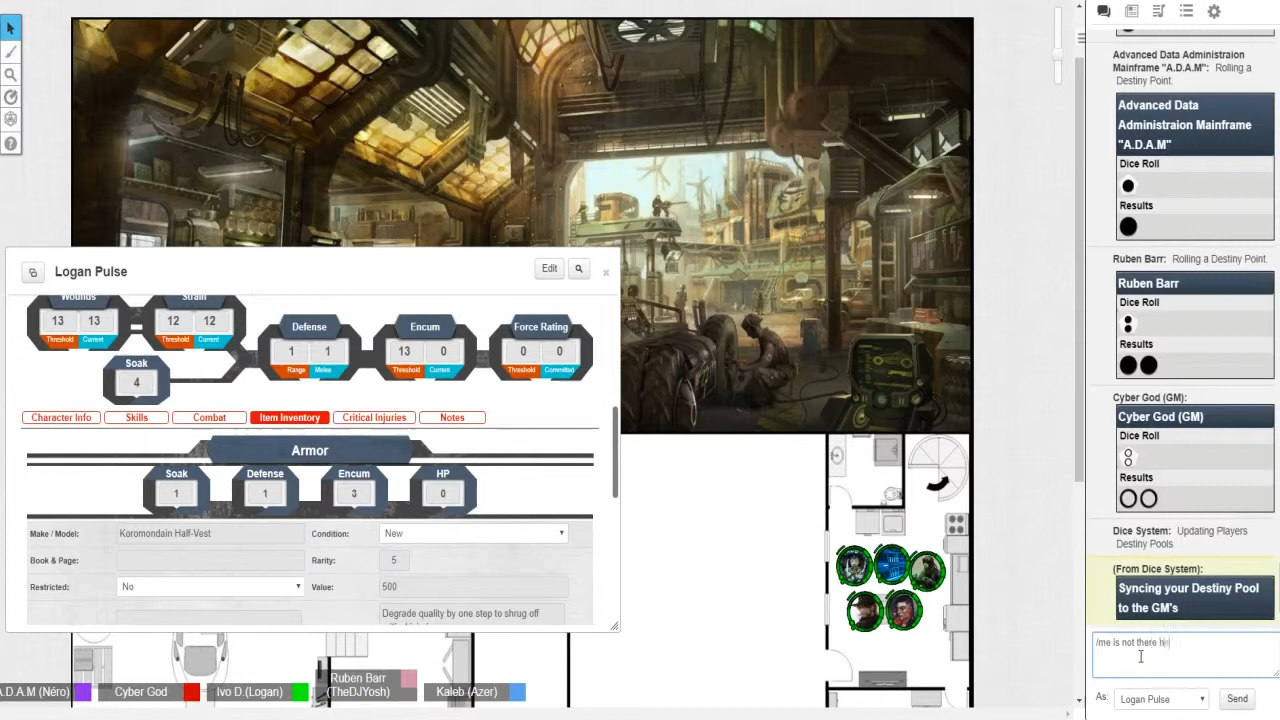 Logan Pulse
Edit
Wounds
Strain
13 13
12 12
Threshold Current
Threshold Current
Defense
Encum
Force Rating
1 1
13 0
0 0
Range Melee
Threshold Current
Threshold Committed
Soak
4
Character Info
Skills
Combat
Item Inventory
Critical Injuries
Notes
Armor
Soak
Defense
Encum
HP
1
1
3
0
Make / Model:
Koromondain Half-Vest
Condition:
New
Book & Page:
Rarity:
5
Restricted:
No
Value:
500
Degrade quality by one step to shrug off
A.D.A.M (Néro)
Cyber God
Ivo D.(Logan)
Ruben Barr
(TheDJYosh)
Kaleb (Azer)
Advanced Data Administraion
Mainframe "A.D.A.M": Rolling a
Destiny Point.
Advanced Data
Administraion Mainframe
"A.D.A.M"
Dice Roll
Results
Ruben Barr: Rolling a Destiny Point.
Ruben Barr
Dice Roll
Results
Cyber God (GM):
Cyber God (GM)
Dice Roll
Results
Dice System: Updating Players
Destiny Pools
(From Dice System):
Syncing your Destiny Pool
to the GM's
/me is not there
As:
Logan Pulse
Send